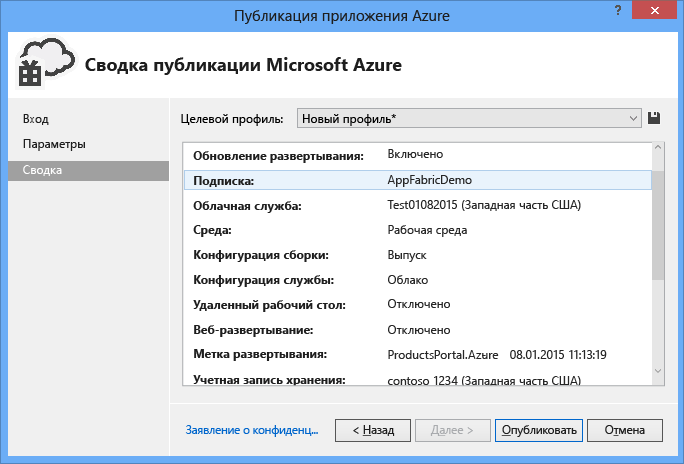 Публикация приложения Azure
? ×
Сводка публикации Microsoft Azure
Вход
Параметры
Сводка
Целевой профиль: Новый профиль*
Обновление развертывания: Включено
Подписка: AppFabricDemo
Облачная служба: Test01082015 (Западная часть США)
Среда: Рабочая среда
Конфигурация сборки: Выпуск
Конфигурация службы: Облако
Удаленный рабочий стол: Отключено
Веб-развертывание: Отключено
Метка развертывания: ProductsPortal.Azure 08.01.2015 11:13:19
Учетная запись хранения: contoso 1234 (Западная часть США)
Заявление о конфиденц... < Назад Далее > Опубликовать Отмена